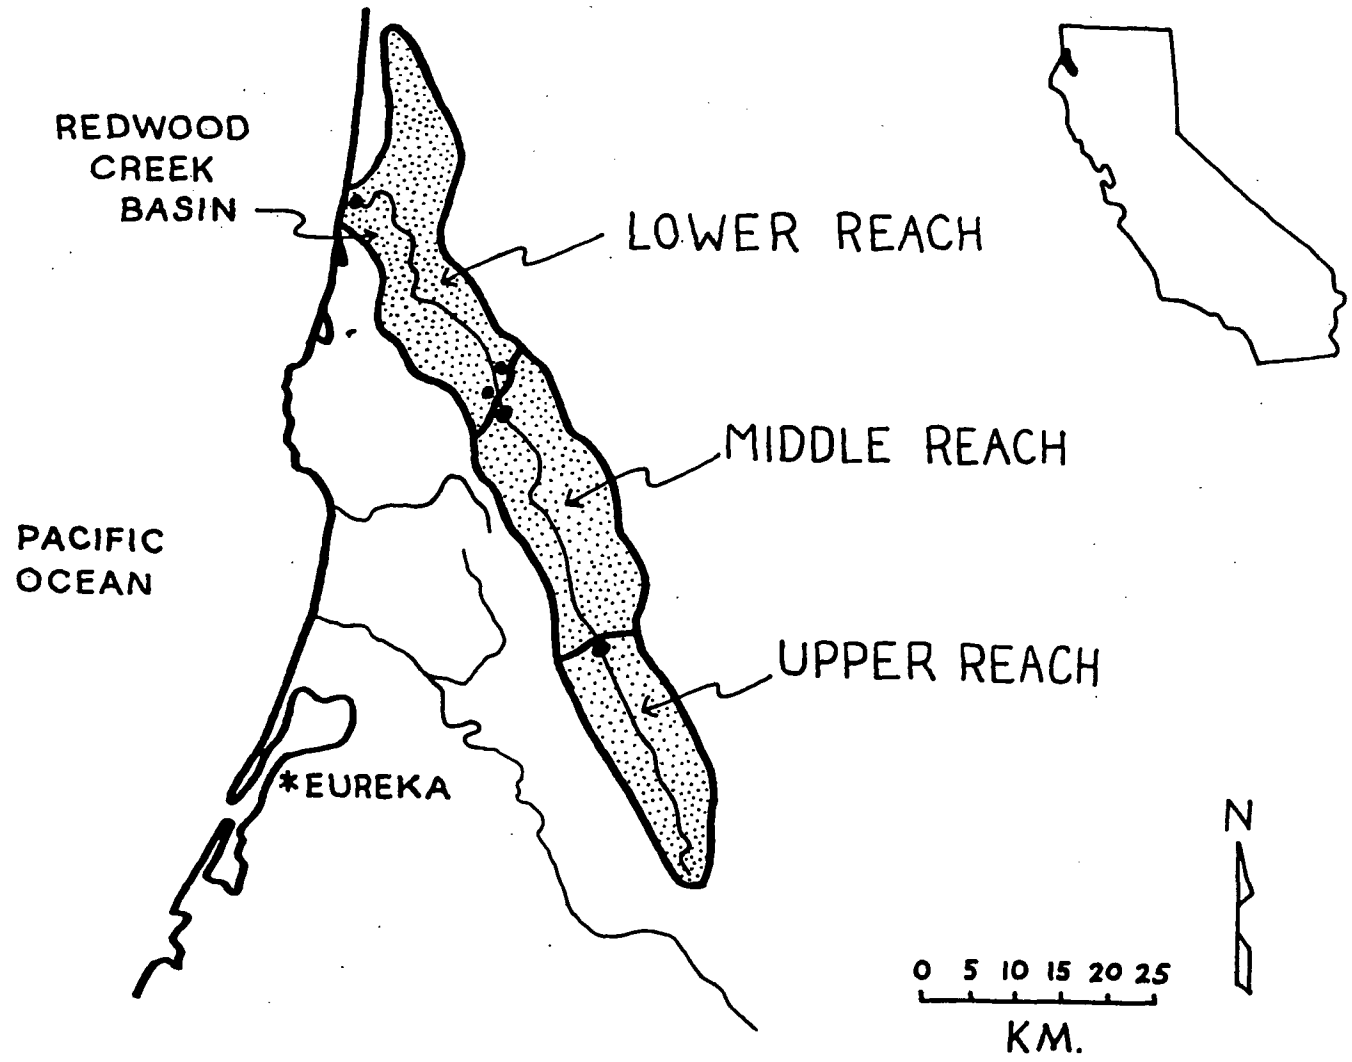 REDWOOD
CREEK
BASIN
LOWER REACH
MIDDLE REACH
PACIFIC
OCEAN
UPPER REACH
*EUREKA
N
0 5 10 15 20 25
KM.